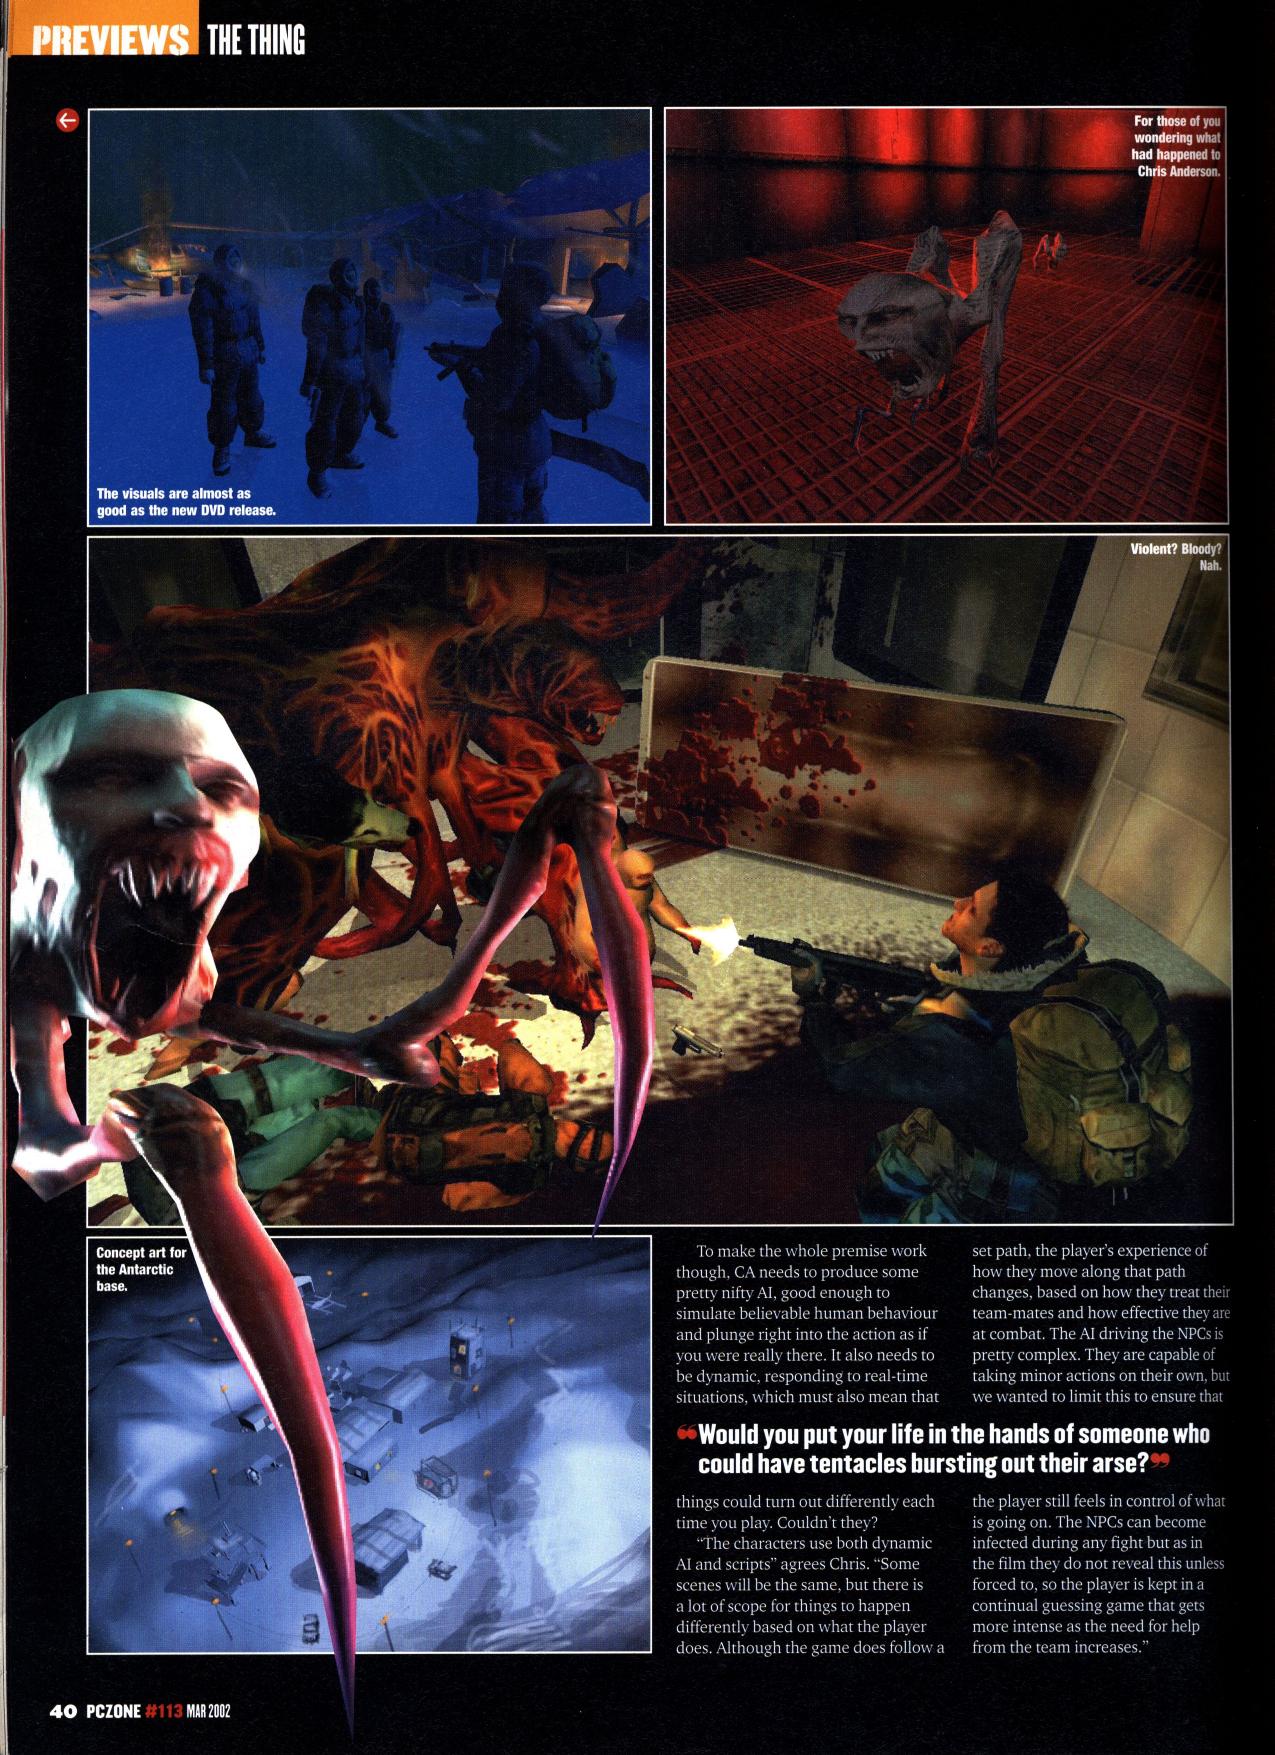 PREVIEWS THE THING
For those of you
wondering what
had happened to
Chris Anderson.
The visuals are almost as
good as the new DVD release.
Violent? Bloody?
Nah.
Concept art for
the Antarctic
base.
To make the whole premise work
though, CA needs to produce some
pretty nifty AI, good enough to
simulate believable human behaviour
and plunge right into the action as if
you were really there. It also needs to
be dynamic, responding to real-time
situations, which must also mean that
things could turn out differently each
time you play. Couldn't they?
"The characters use both dynamic
AI and scripts" agrees Chris. "Some
scenes will be the same, but there is
a lot of scope for things to happen
differently based on what the player
does. Although the game does follow a
set path, the player's experience of
how they move along that path
changes, based on how they treat their
team-mates and how effective they are
at combat. The AI driving the NPCs is
pretty complex. They are capable of
taking minor actions on their own, but
we wanted to limit this to ensure that
the player still feels in control of what
is going on. The NPCs can become
infected during any fight but as in
the film they do not reveal this unless
forced to, so the player is kept in a
continual guessing game that gets
more intense as the need for help
from the team increases."
“Would you put your life in the hands of someone who
could have tentacles bursting out their arse?”
40 PCZONE #113 MAR 2002